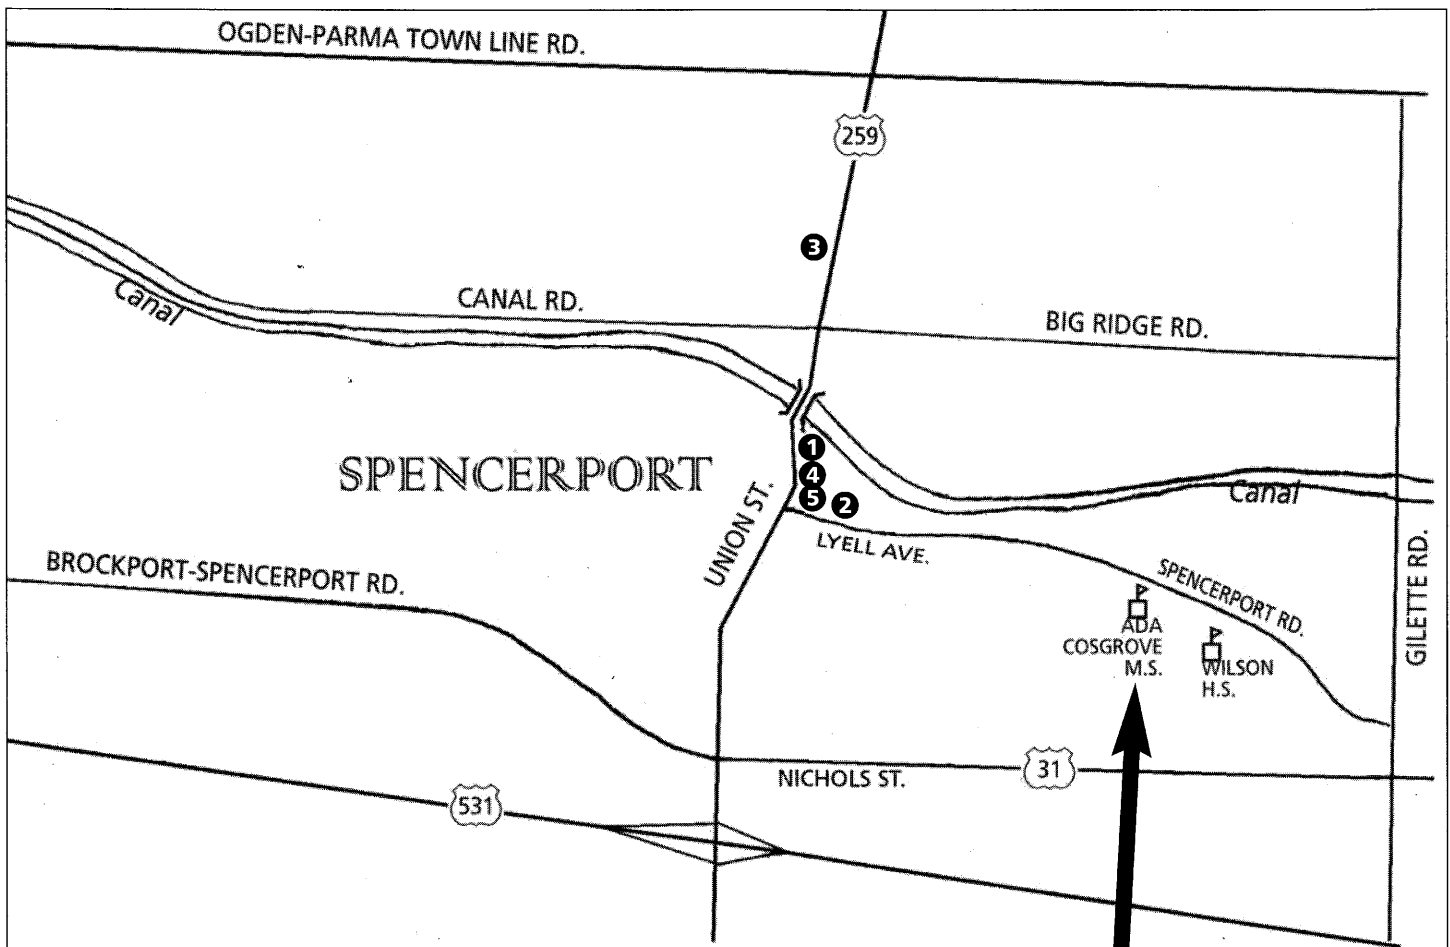 OGDEN-PARMA TOWN LINE RD.
259
3
Canal
CANAL RD.
BIG RIDGE RD.
1
SPENCERPORT
4
5
2
Canal
UNION ST.
LYELL AVE.
BROCKPORT-SPENCERPORT RD.
SPENCERPORT RD.
GILETTE RD.
ADA
COSGROVE
M.S.
WILSON
H.S.
NICHOLS ST.
31
531